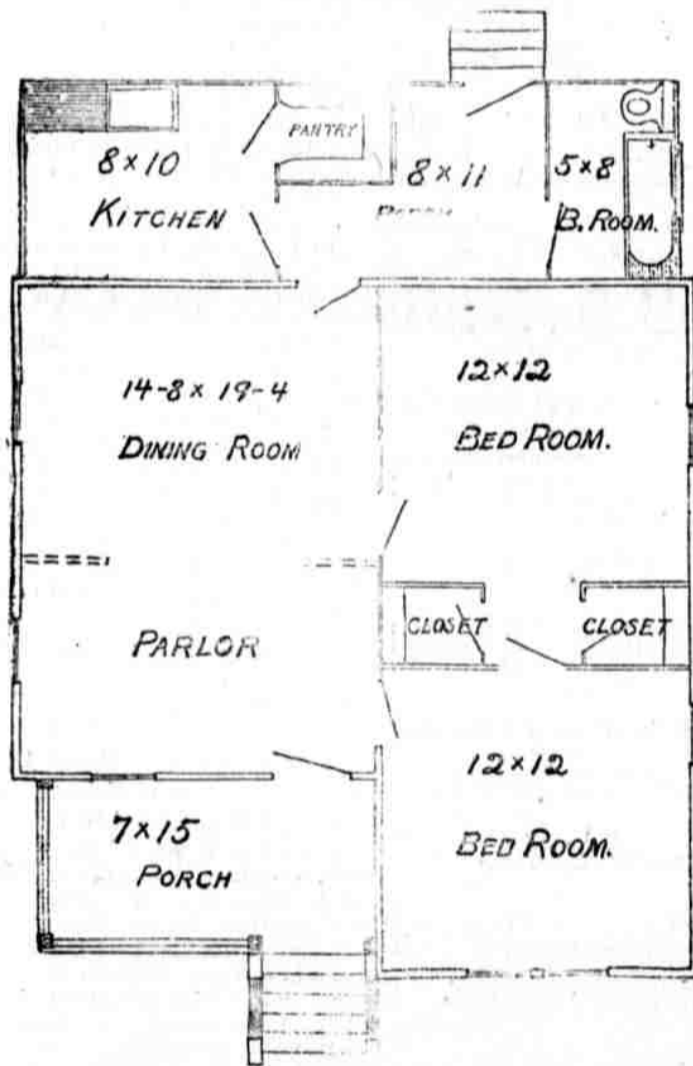 8 × 10
KITCHEN
PANTRY
8 × 11
5 × 8
B. ROOM.
14-8 × 19-4
DINING ROOM
12 × 12
BED ROOM.
PARLOR
CLOSET
CLOSET
7 × 15
PORCH
12 × 12
BED ROOM.